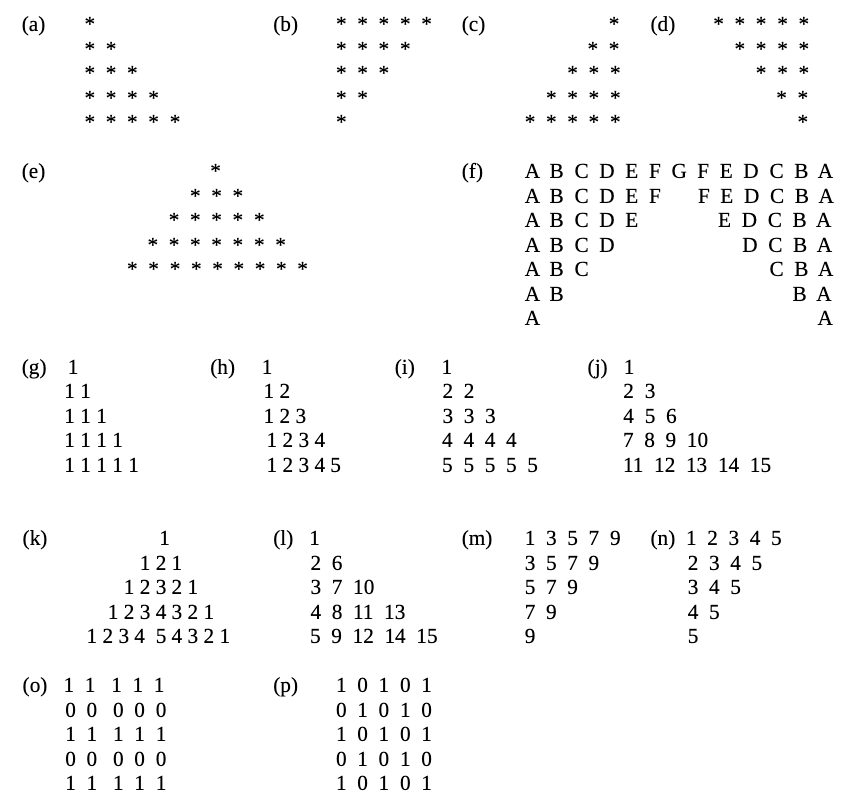 (a) * (b) * * * * * (c) * (d) * * * * *
* * * * * * * * * * * *
* * * * * * * * * * * *
* * * * * * * * * * * *
* * * * * * * * * * * *
(e) * (f) A B C D E F G F E D C B A
* * * A B C D E F F E D C B A
* * * * * A B C D E E D C B A
* * * * * * * A B C D D C B A
* * * * * * * * * A B C C B A
A B B A
A A
(g) 1 (h) 1 (i) 1 (j) 1
1 1 1 2 2 2 2 3
1 1 1 1 2 3 3 3 3 4 5 6
1 1 1 1 1 2 3 4 4 4 4 4 7 8 9 10
1 1 1 1 1 1 2 3 4 5 5 5 5 5 5 11 12 13 14 15
(k) 1 (l) 1 (m) 1 3 5 7 9 (n) 1 2 3 4 5
1 2 1 2 6 3 5 7 9 2 3 4 5
1 2 3 2 1 3 7 10 5 7 9 3 4 5
1 2 3 4 3 2 1 4 8 11 13 7 9 4 5
1 2 3 4 5 4 3 2 1 5 9 12 14 15 9 5
(o) 1 1 1 1 1 (p) 1 0 1 0 1
0 0 0 0 0 0 1 0 1 0
1 1 1 1 1 1 0 1 0 1
0 0 0 0 0 0 1 0 1 0
1 1 1 1 1 1 0 1 0 1